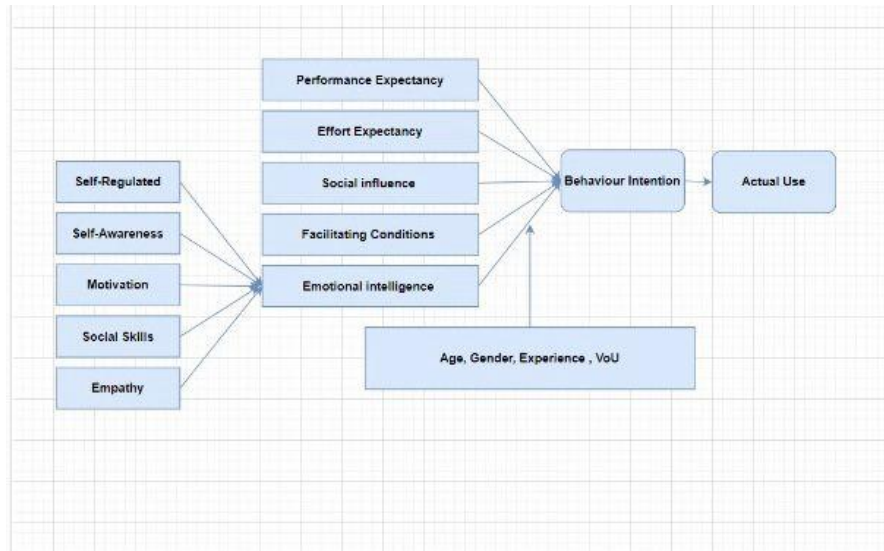 Performance Expectancy
Effort Expectancy
Self-Regulated
Social influence
Behaviour Intention
Actual Use
Self-Awareness
Facilitating Conditions
Motivation
Emotional intelligence
Social Skills
Age, Gender, Experience , VoU
Empathy